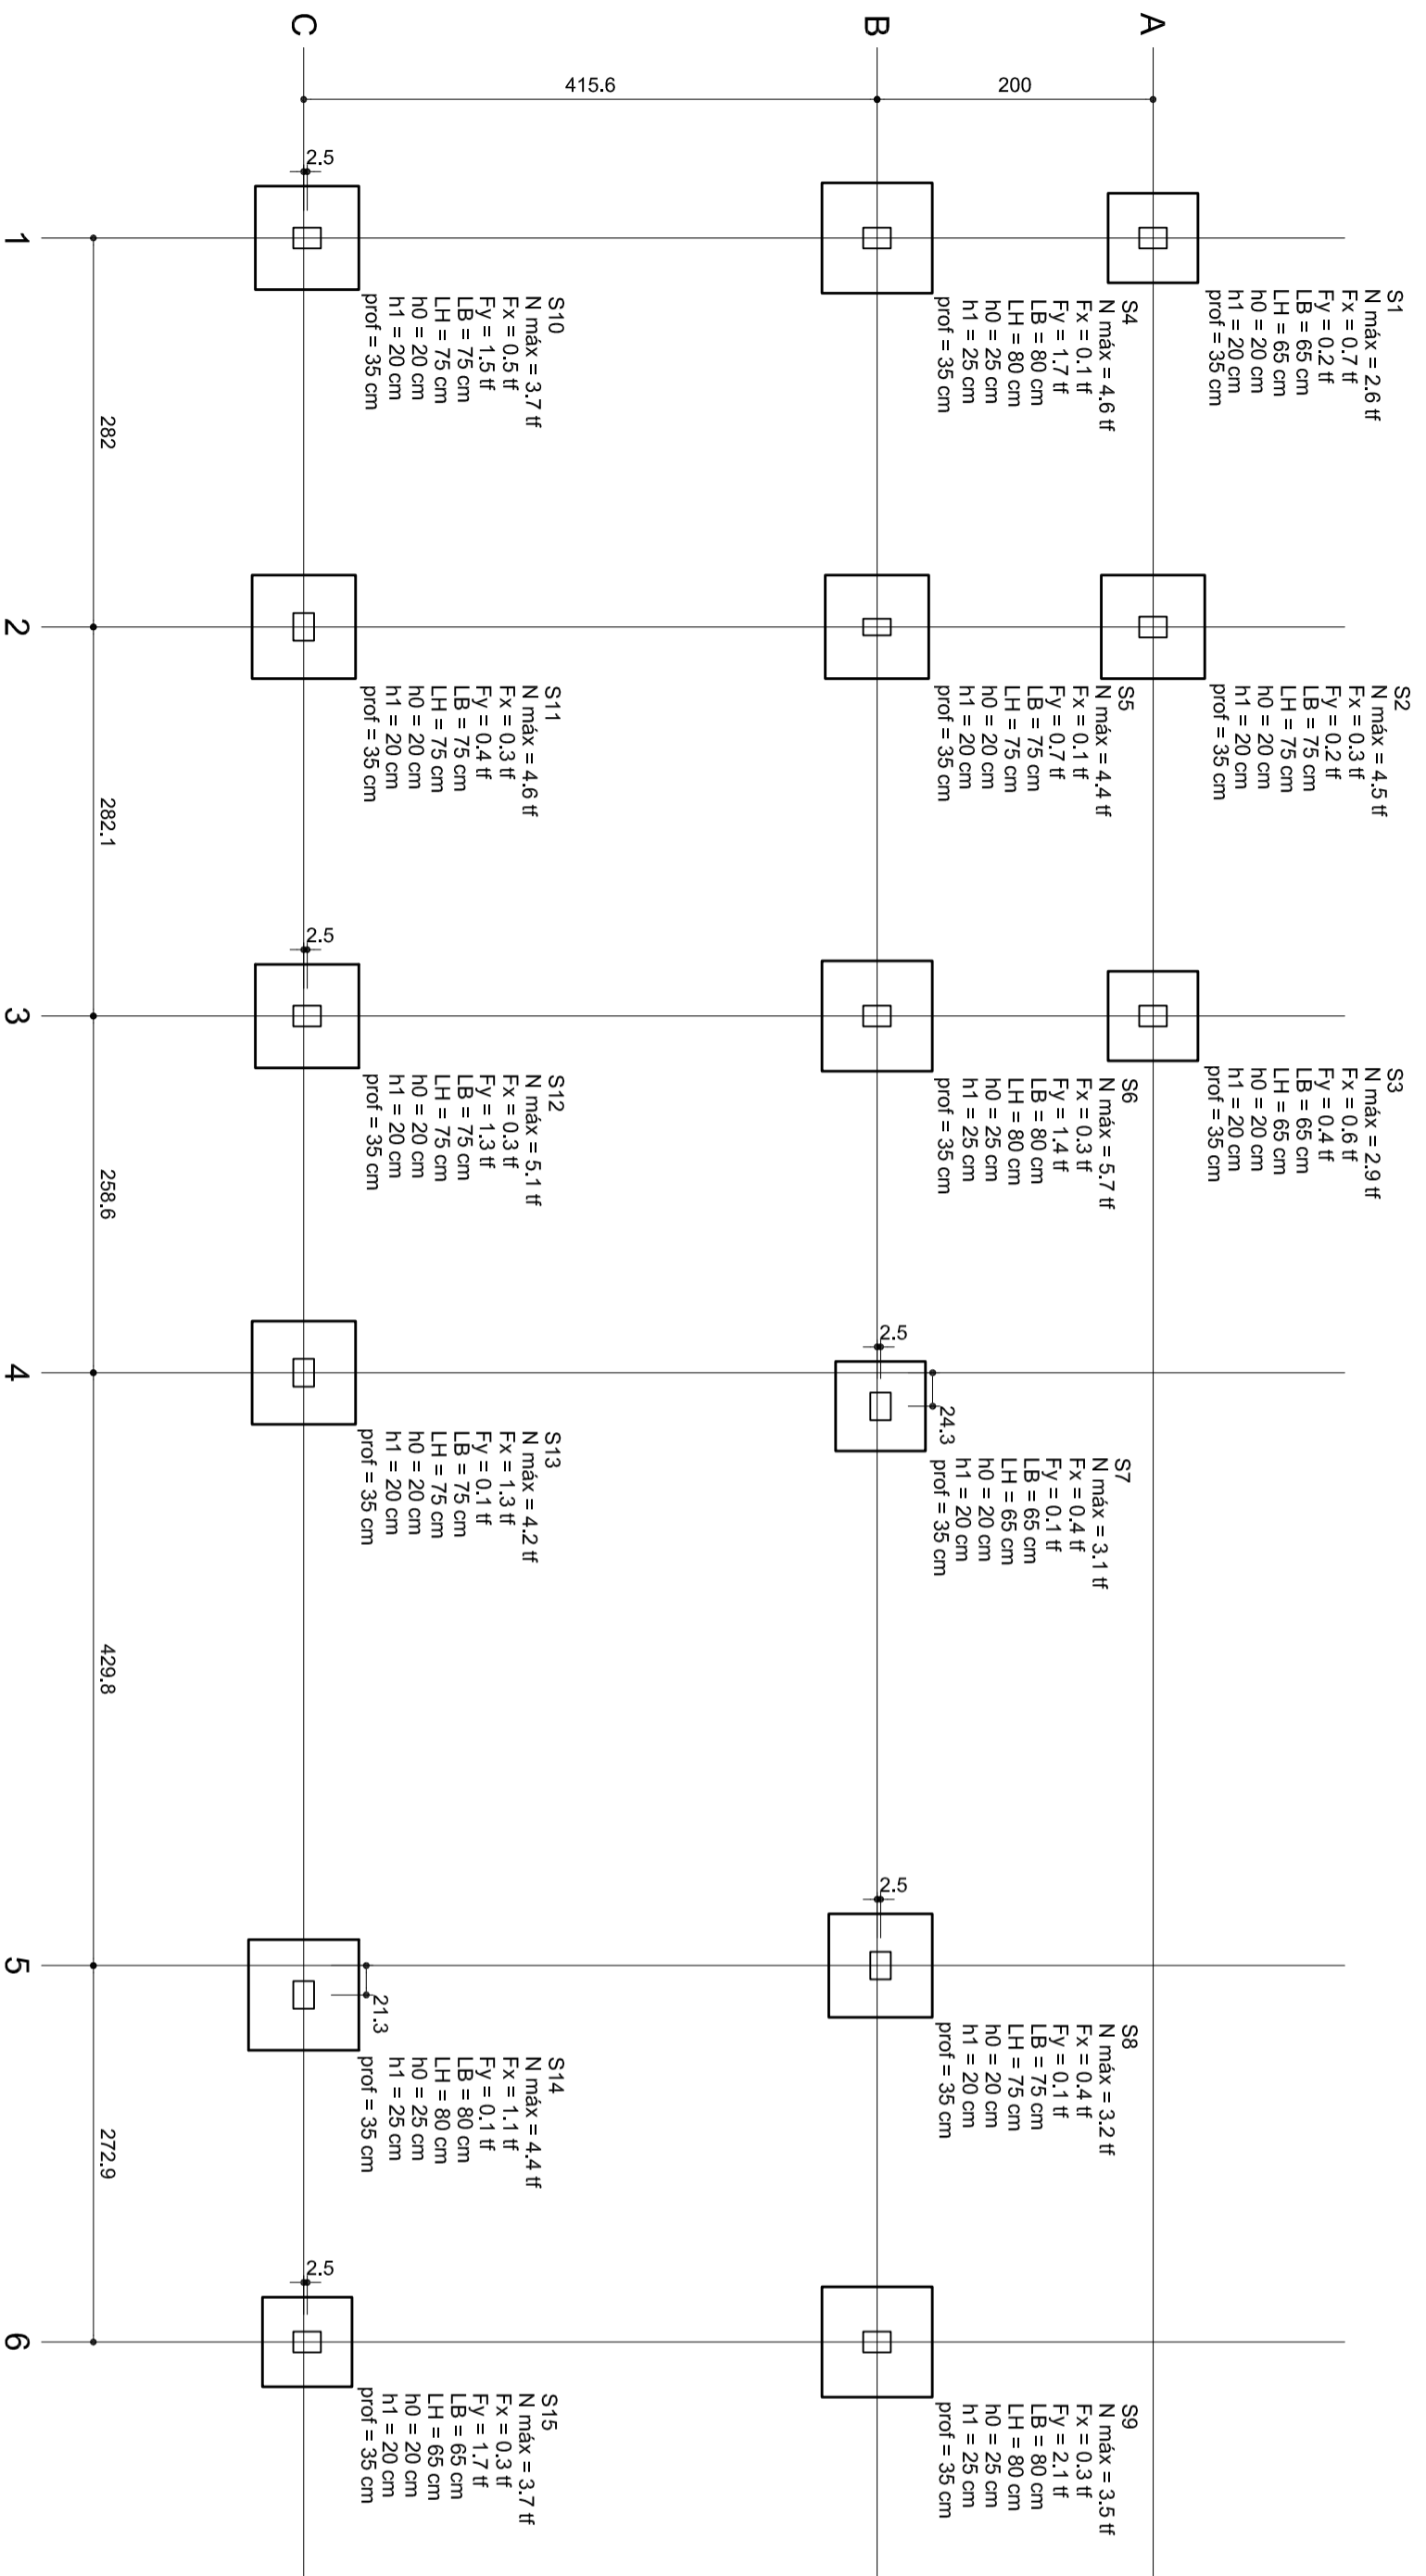 A
B
C
200
415.6
S1
N máx = 2.6 tf
Fx = 0.7 tf
Fy = 0.2 tf
LB = 65 cm
LH = 65 cm
h0 = 20 cm
h1 = 20 cm
prof = 35 cm
S2
N máx = 4.5 tf
Fx = 0.3 tf
Fy = 0.2 tf
LB = 75 cm
LH = 75 cm
h0 = 20 cm
h1 = 20 cm
prof = 35 cm
S3
N máx = 2.9 tf
Fx = 0.6 tf
Fy = 0.4 tf
LB = 65 cm
LH = 65 cm
h0 = 20 cm
h1 = 20 cm
prof = 35 cm
S4
N máx = 4.6 tf
Fx = 0.1 tf
Fy = 1.7 tf
LB = 80 cm
LH = 80 cm
h0 = 25 cm
h1 = 25 cm
prof = 35 cm
S5
N máx = 4.4 tf
Fx = 0.1 tf
Fy = 0.7 tf
LB = 75 cm
LH = 75 cm
h0 = 20 cm
h1 = 20 cm
prof = 35 cm
S6
N máx = 5.7 tf
Fx = 0.3 tf
Fy = 1.4 tf
LB = 80 cm
LH = 80 cm
h0 = 25 cm
h1 = 25 cm
prof = 35 cm
2.5
24.3
S7
N máx = 3.1 tf
Fx = 0.4 tf
Fy = 0.1 tf
LB = 65 cm
LH = 65 cm
h0 = 20 cm
h1 = 20 cm
prof = 35 cm
2.5
S8
N máx = 3.2 tf
Fx = 0.4 tf
Fy = 0.1 tf
LB = 75 cm
LH = 75 cm
h0 = 20 cm
h1 = 20 cm
prof = 35 cm
S9
N máx = 3.5 tf
Fx = 0.3 tf
Fy = 2.1 tf
LB = 80 cm
LH = 80 cm
h0 = 25 cm
h1 = 25 cm
prof = 35 cm
2.5
S10
N máx = 3.7 tf
Fx = 0.5 tf
Fy = 1.5 tf
LB = 75 cm
LH = 75 cm
h0 = 20 cm
h1 = 20 cm
prof = 35 cm
S11
N máx = 4.6 tf
Fx = 0.3 tf
Fy = 0.4 tf
LB = 75 cm
LH = 75 cm
h0 = 20 cm
h1 = 20 cm
prof = 35 cm
2.5
S12
N máx = 5.1 tf
Fx = 0.3 tf
Fy = 1.3 tf
LB = 75 cm
LH = 75 cm
h0 = 20 cm
h1 = 20 cm
prof = 35 cm
S13
N máx = 4.2 tf
Fx = 1.3 tf
Fy = 0.1 tf
LB = 75 cm
LH = 75 cm
h0 = 20 cm
h1 = 20 cm
prof = 35 cm
21.3
S14
N máx = 4.4 tf
Fx = 1.1 tf
Fy = 0.1 tf
LB = 80 cm
LH = 80 cm
h0 = 25 cm
h1 = 25 cm
prof = 35 cm
2.5
S15
N máx = 3.7 tf
Fx = 0.3 tf
Fy = 1.7 tf
LB = 65 cm
LH = 65 cm
h0 = 20 cm
h1 = 20 cm
prof = 35 cm
282
282.1
258.6
429.8
272.9
1
2
3
4
5
6